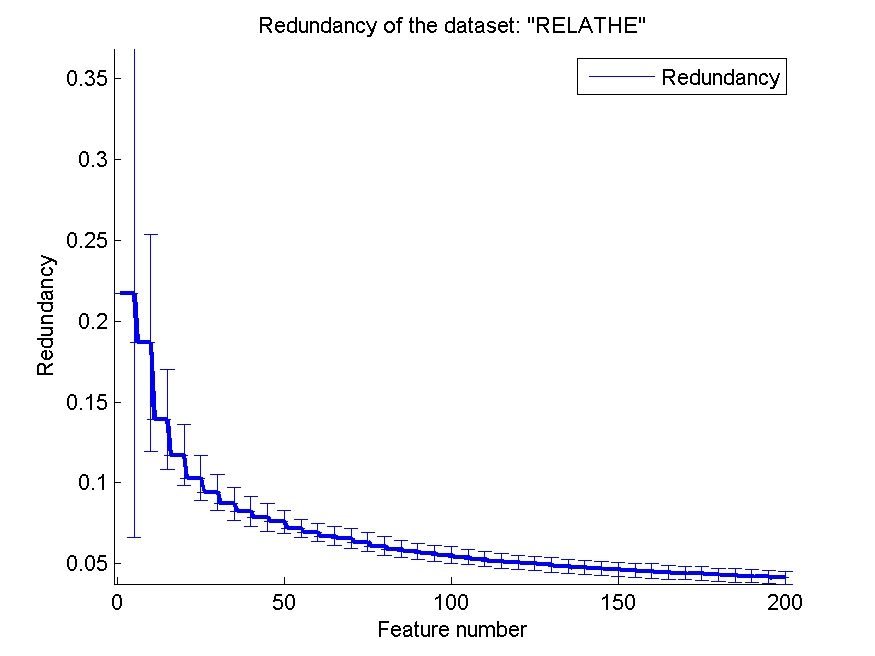 Redundancy of the dataset: "RELATHE"
Redundancy
0.35
0.3
0.25
0.2
0.15
0.1
0.05
Redundancy
0 50 100 150 200
Feature number